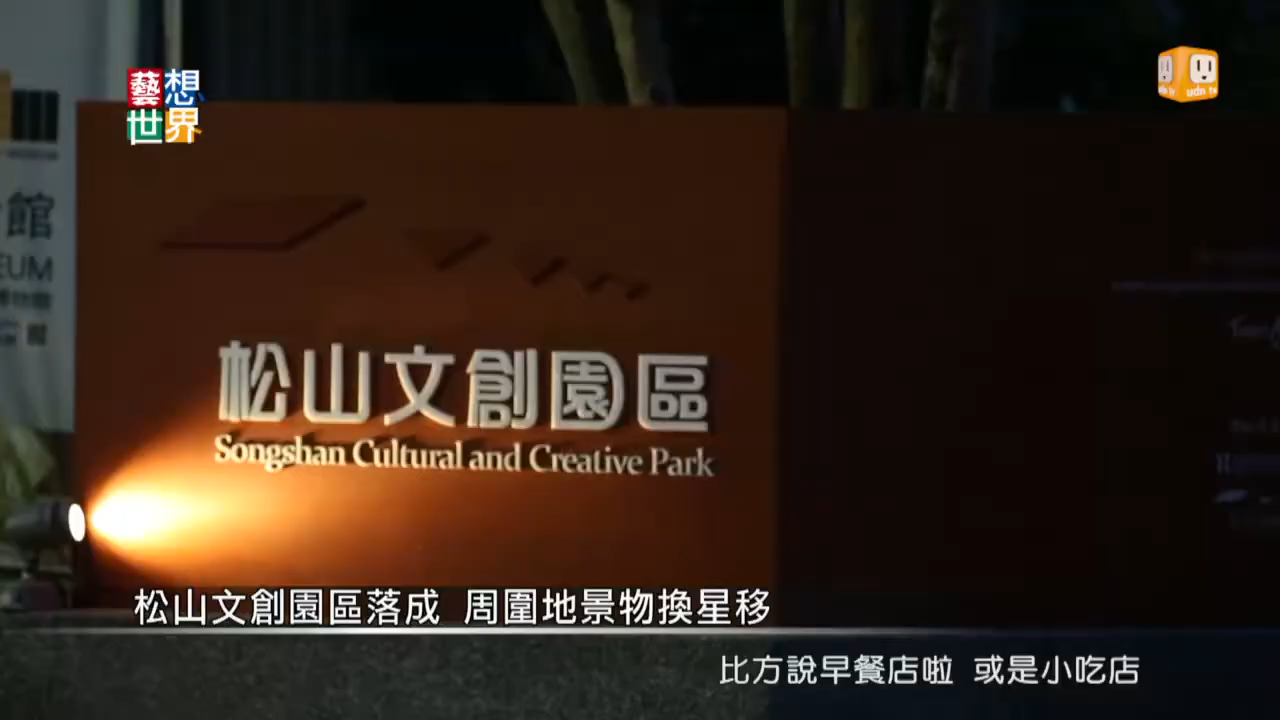 藝想
世界
udn tv
館
EUM
松山文創園區
Songshan Cultural and Creative Park
松山文創園區落成 周圍地景物換星移
比方說早餐店啦 或是小吃店